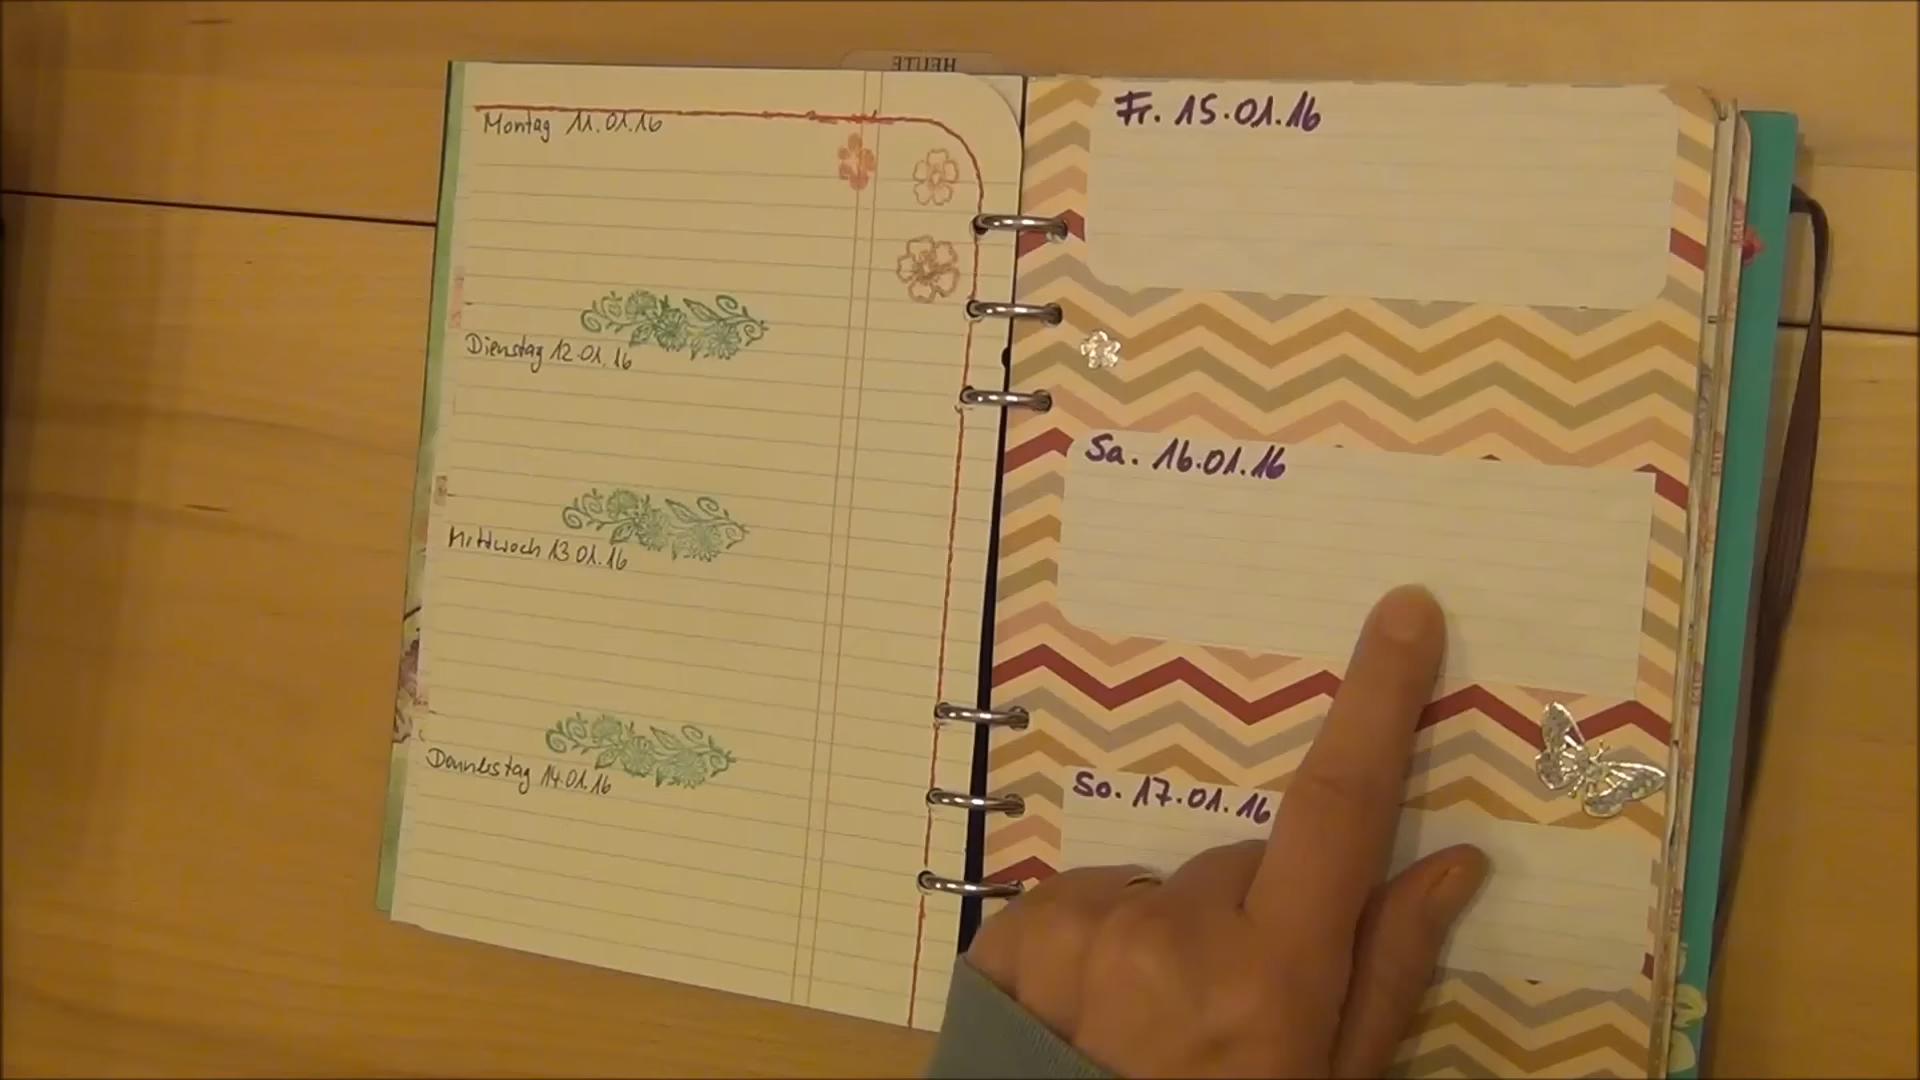 HEUTE
Montag 11.01.16
Dienstag 12.01.16
Mittwoch 13.01.16
Donnerstag 14.01.16
Fr. 15.01.16
Sa. 16.01.16
So. 17.01.16